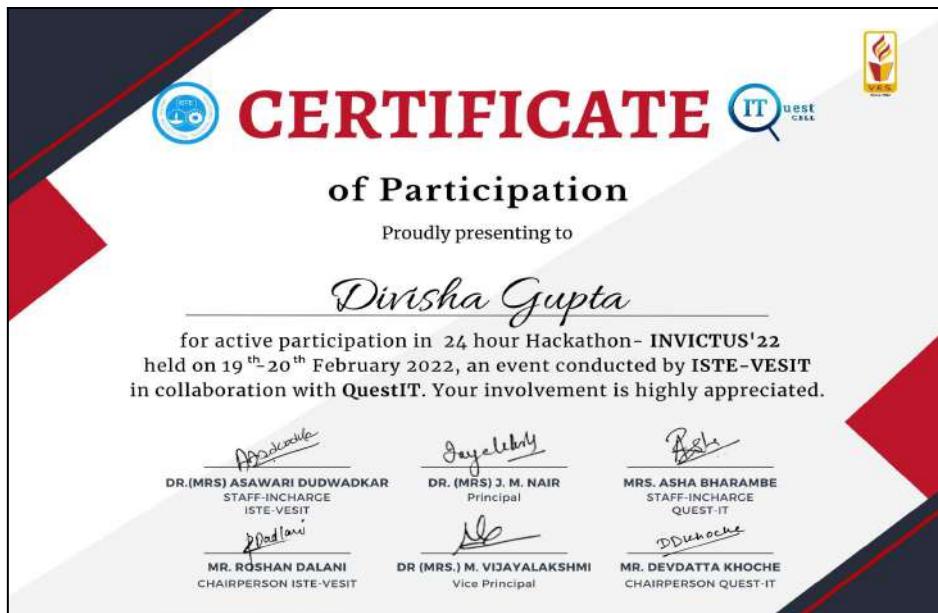 CERTIFICATE
ISTE
IT uest
CELL
V.E.S.
of Participation
Proudly presenting to
Divisha Gupta
for active participation in 24 hour Hackathon- INVICTUS'22
held on 19th-20th February 2022, an event conducted by ISTE-VESIT
in collaboration with QuestIT. Your involvement is highly appreciated.
DR.(MRS) ASAWARI DUDWADKAR
STAFF-INCHARGE
ISTE-VESIT
DR. (MRS) J. M. NAIR
Principal
MRS. ASHA BHARAMBE
STAFF-INCHARGE
QUEST-IT
MR. ROSHAN DALANI
CHAIRPERSON ISTE-VESIT
DR (MRS.) M. VIJAYALAKSHMI
Vice Principal
DDkhoche
MR. DEVDATTA KHOCHE
CHAIRPERSON QUEST-IT